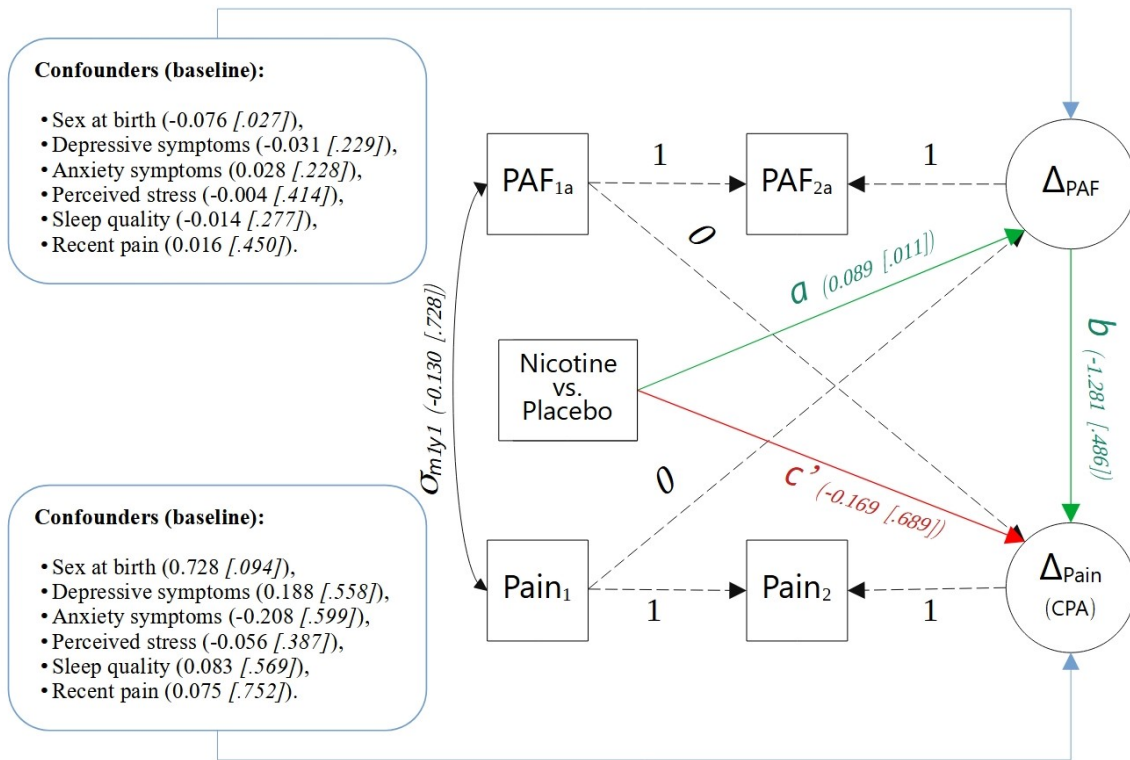 Confounders (baseline):
• Sex at birth (-0.076 [.027]),
• Depressive symptoms (-0.031 [.229]),
• Anxiety symptoms (0.028 [.228]),
• Perceived stress (-0.004 [.414]),
• Sleep quality (-0.014 [.277]),
• Recent pain (0.016 [.450]).
PAF1a
1
PAF2a
1
ΔPAF
0
a (0.089 [.011])
σm1y1 (-0.130 [.728])
Nicotine
vs.
Placebo
b (-1.281 [.486])
0
c’ (-0.169 [.689])
Confounders (baseline):
• Sex at birth (0.728 [.094]),
• Depressive symptoms (0.188 [.558]),
• Anxiety symptoms (-0.208 [.599]),
• Perceived stress (-0.056 [.387]),
• Sleep quality (0.083 [.569]),
• Recent pain (0.075 [.752]).
Pain1
1
Pain2
1
ΔPain
(CPA)